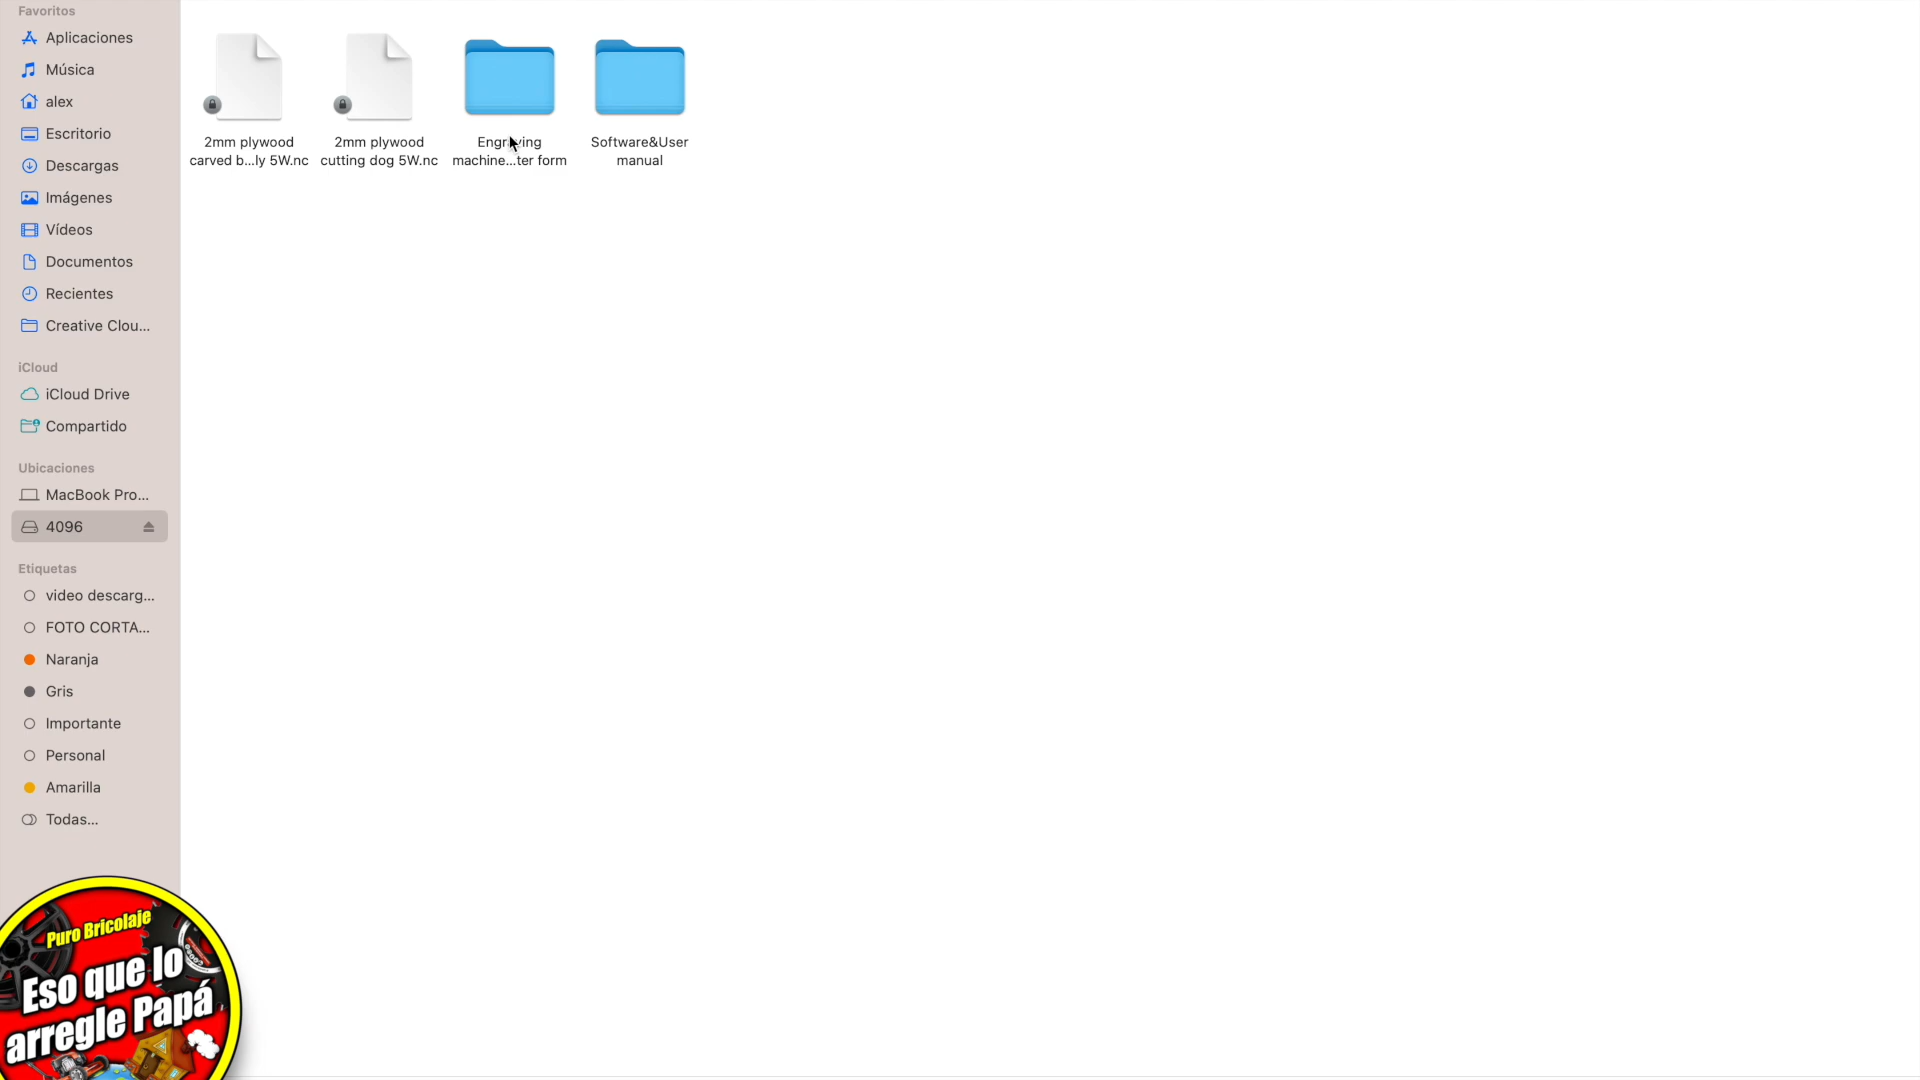 Favoritos
Aplicaciones
Música
alex
Escritorio
Descargas
Imágenes
Vídeos
Documentos
Recientes
Creative Clou...
iCloud
iCloud Drive
Compartido
Ubicaciones
MacBook Pro...
4096
Etiquetas
video descarg...
FOTO CORTA...
Naranja
Gris
Importante
Personal
Amarilla
Todas...
2mm plywood
carved b...ly 5W.nc
2mm plywood
cutting dog 5W.nc
Engraving
machine...ter form
Software&User
manual
Puro Bricolaje
Eso que lo
arregle Papá